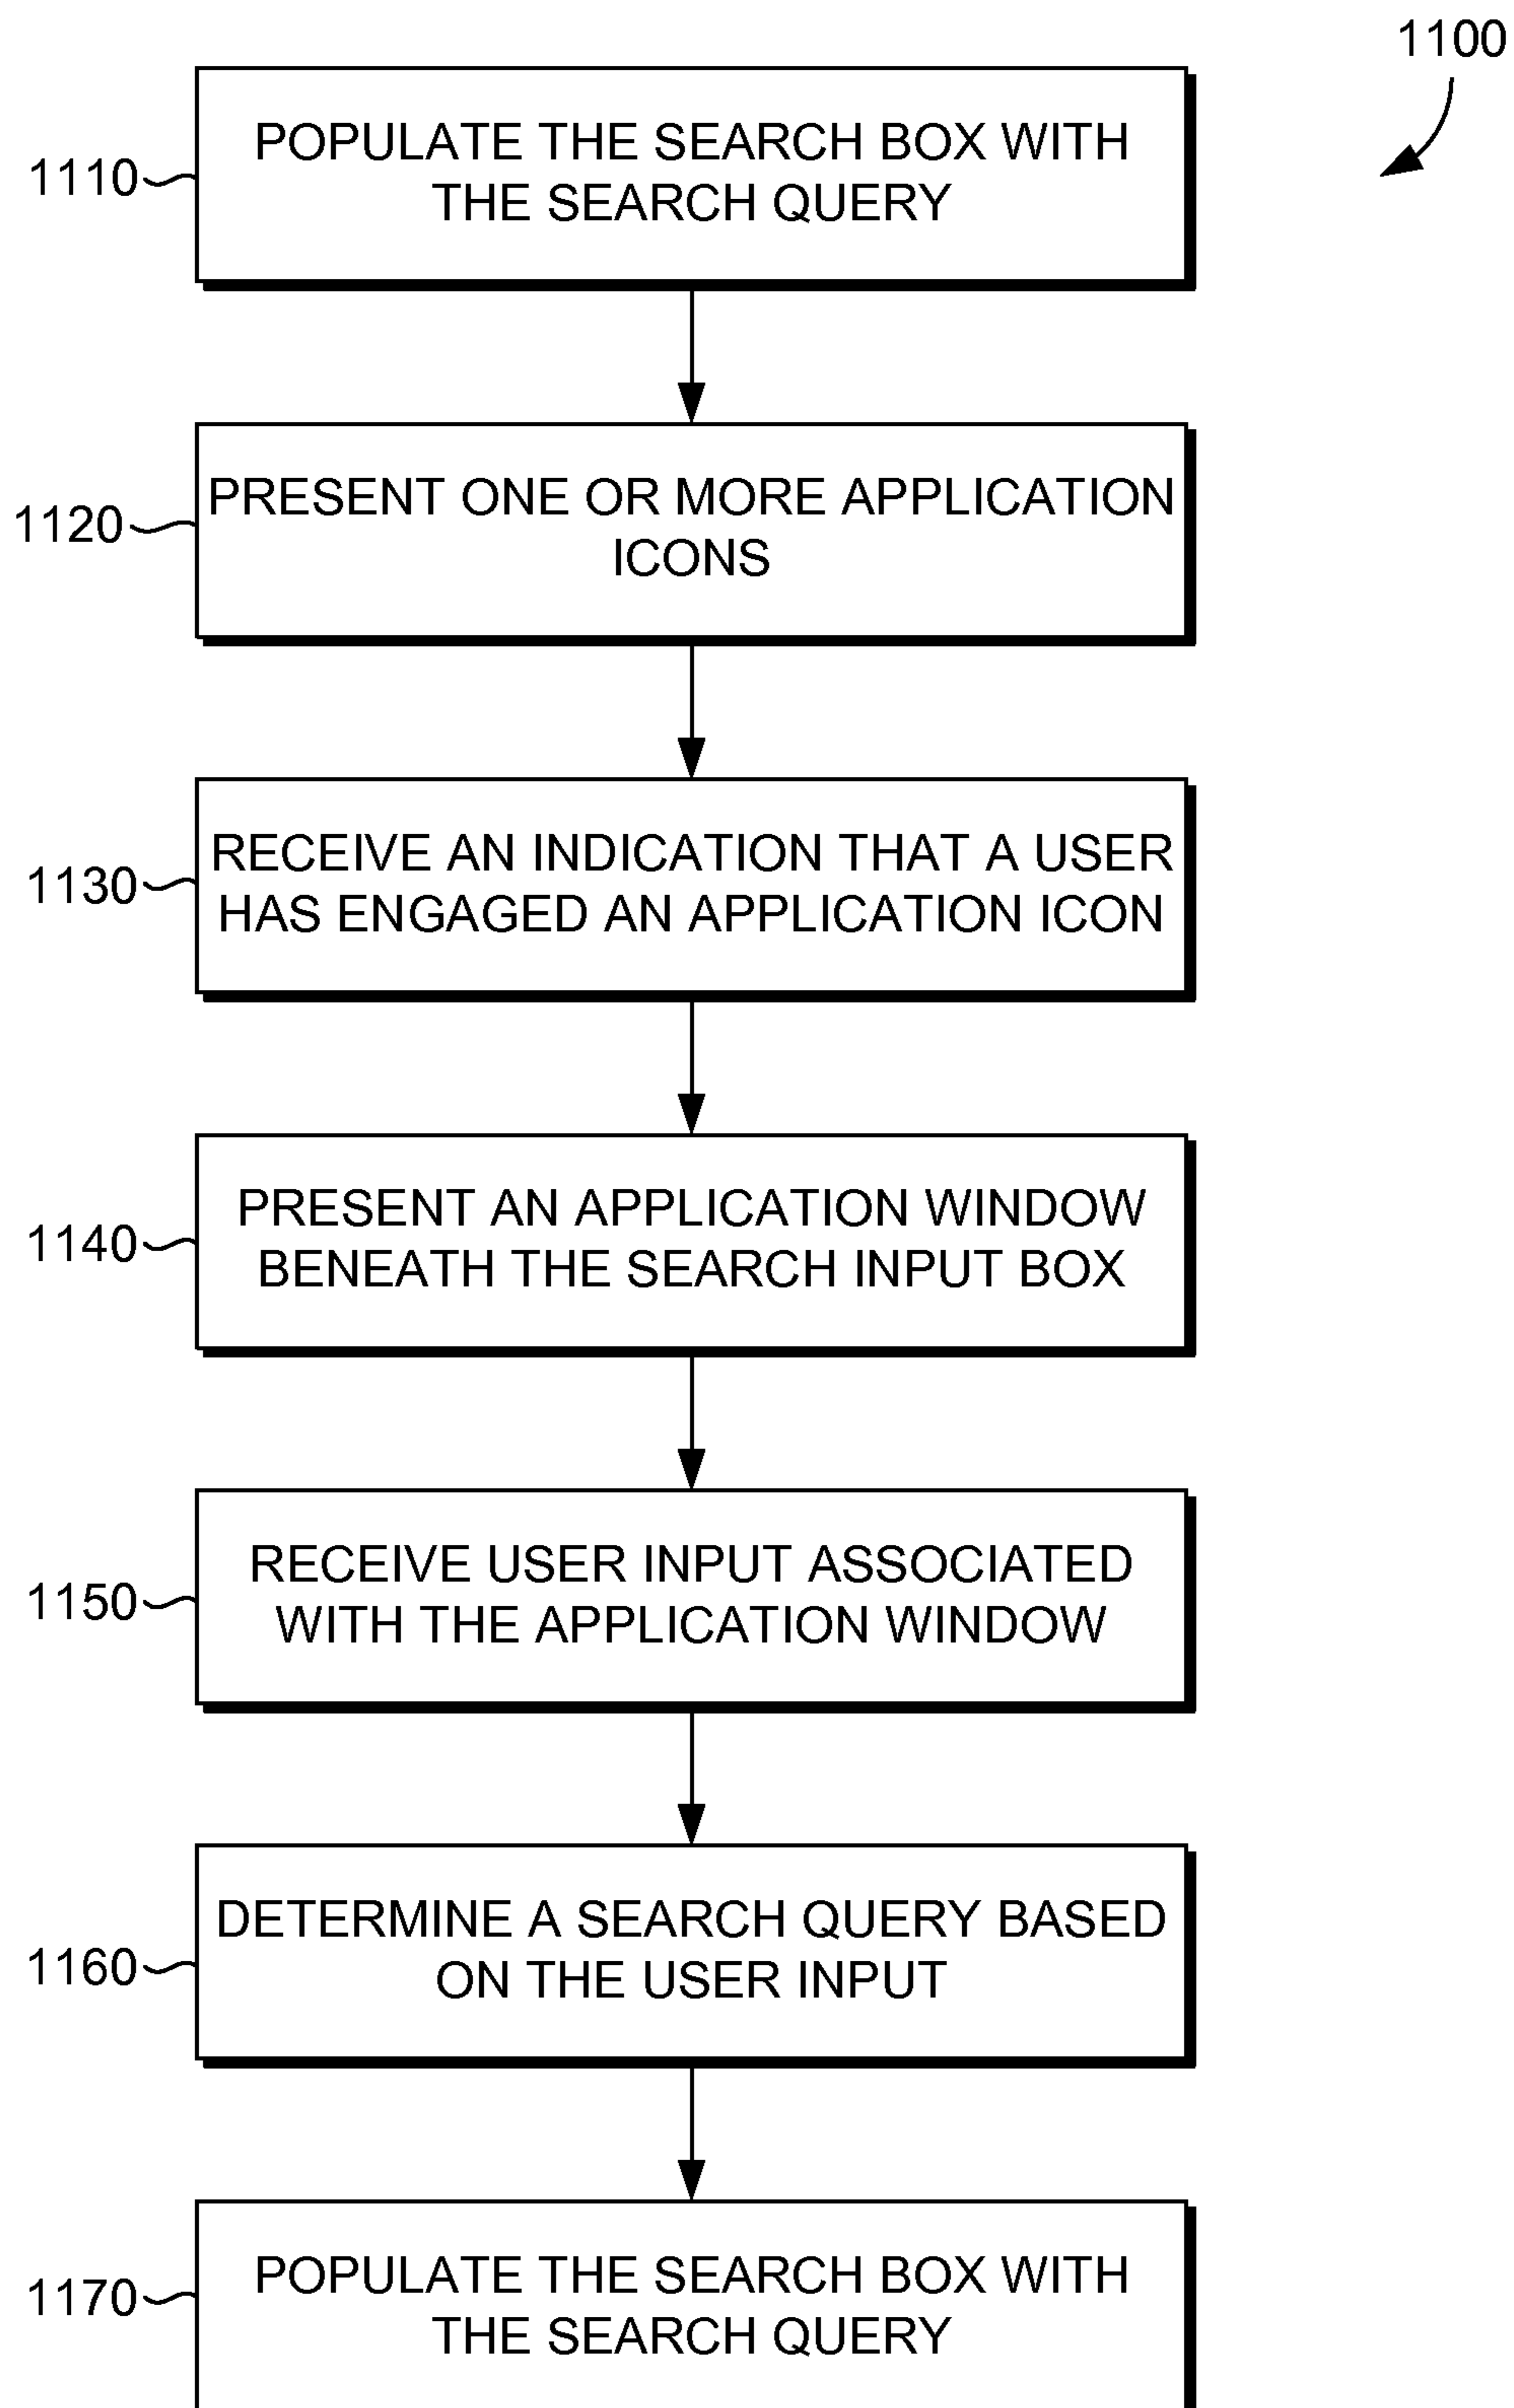 1100
1110
POPULATE THE SEARCH BOX WITH
THE SEARCH QUERY
1120
PRESENT ONE OR MORE APPLICATION
ICONS
1130
RECEIVE AN INDICATION THAT A USER
HAS ENGAGED AN APPLICATION ICON
1140
PRESENT AN APPLICATION WINDOW
BENEATH THE SEARCH INPUT BOX
1150
RECEIVE USER INPUT ASSOCIATED
WITH THE APPLICATION WINDOW
1160
DETERMINE A SEARCH QUERY BASED
ON THE USER INPUT
1170
POPULATE THE SEARCH BOX WITH
THE SEARCH QUERY